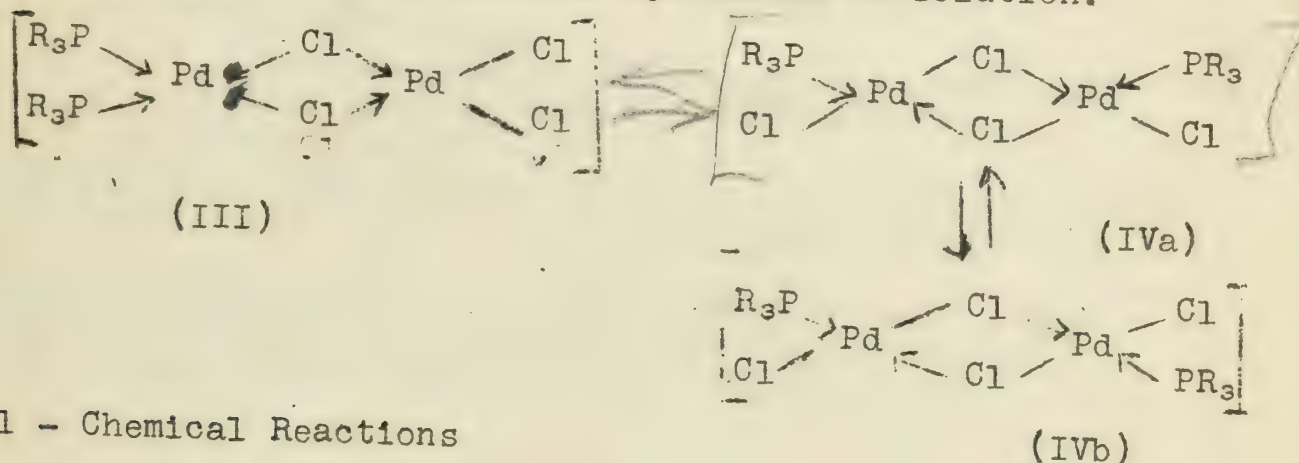 solution.
R₃P Cl Cl R₃P Cl PR₃
Pd Pd Pd Pd
R₃P Cl Cl Cl Cl Cl
(III) (IVa)
R₃P Cl Cl
Pd Pd
Cl Cl PR₃
1 - Chemical Reactions
(IVb)